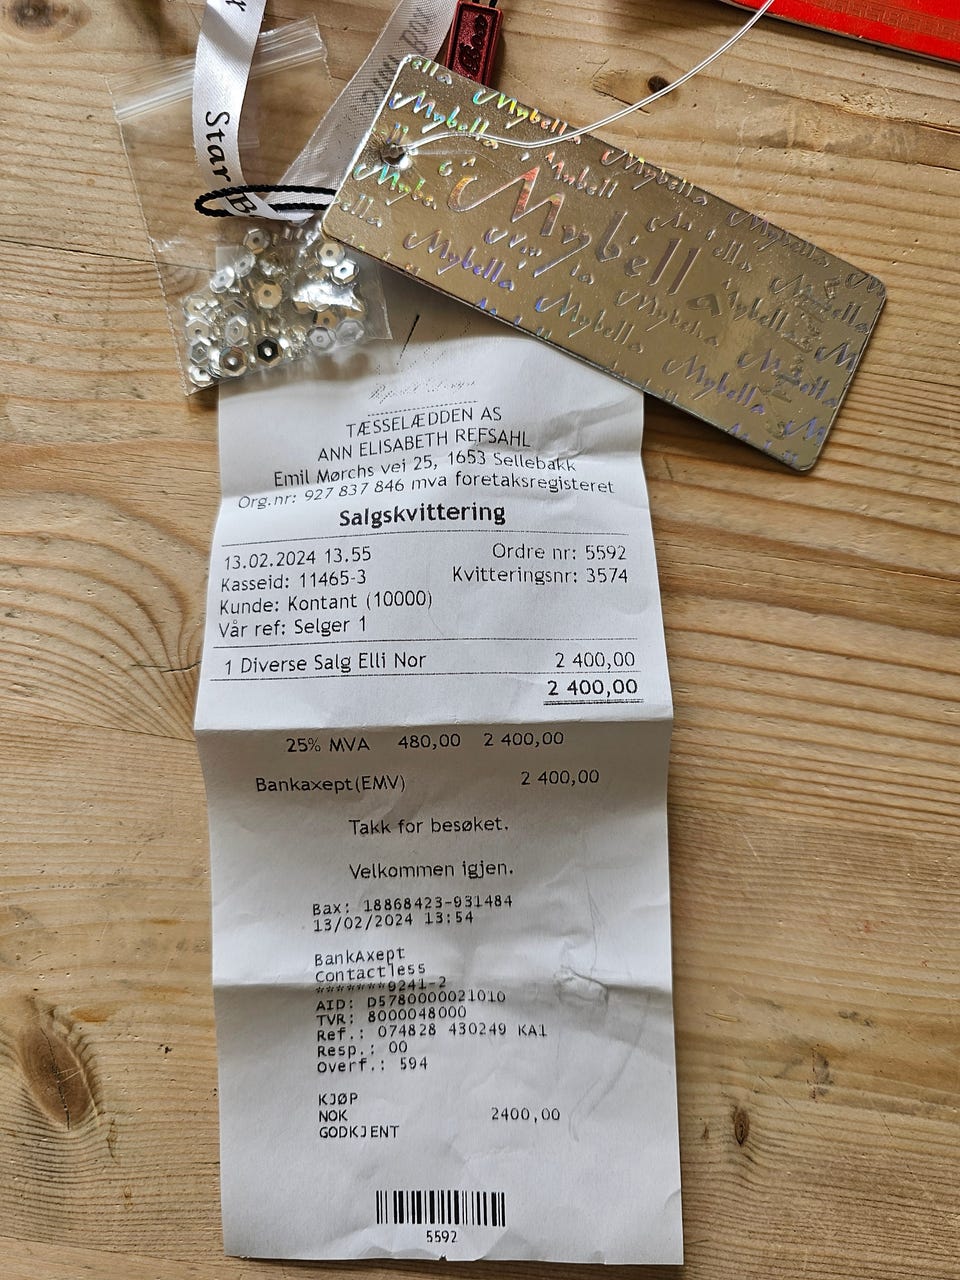 Star
B
Mybella
TÆSSELÆDDEN AS
ANN ELISABETH REFSAHL
Emil Mørchs vei 25, 1653 Sellebakk
Org.nr: 927 837 846 mva foretaksregisteret
Salgskvittering
13.02.2024 13.55 Ordre nr: 5592
Kasseid: 11465-3 Kvitteringsnr: 3574
Kunde: Kontant (10000)
Vår ref: Selger 1
1 Diverse Salg Elli Nor 2 400,00
2 400,00
25% MVA 480,00 2 400,00
Bankaxept(EMV) 2 400,00
Takk for besøket.
Velkommen igjen.
Bax: 18868423-931484
13/02/2024 13:54
BankAxept
Contactless
*******9241-2
AID: D5780000021010
TVR: 8000048000
Ref.: 074828 430249 KA1
Resp.: 00
Overf.: 594
KJØP
NOK 2400,00
GODKJENT
5592